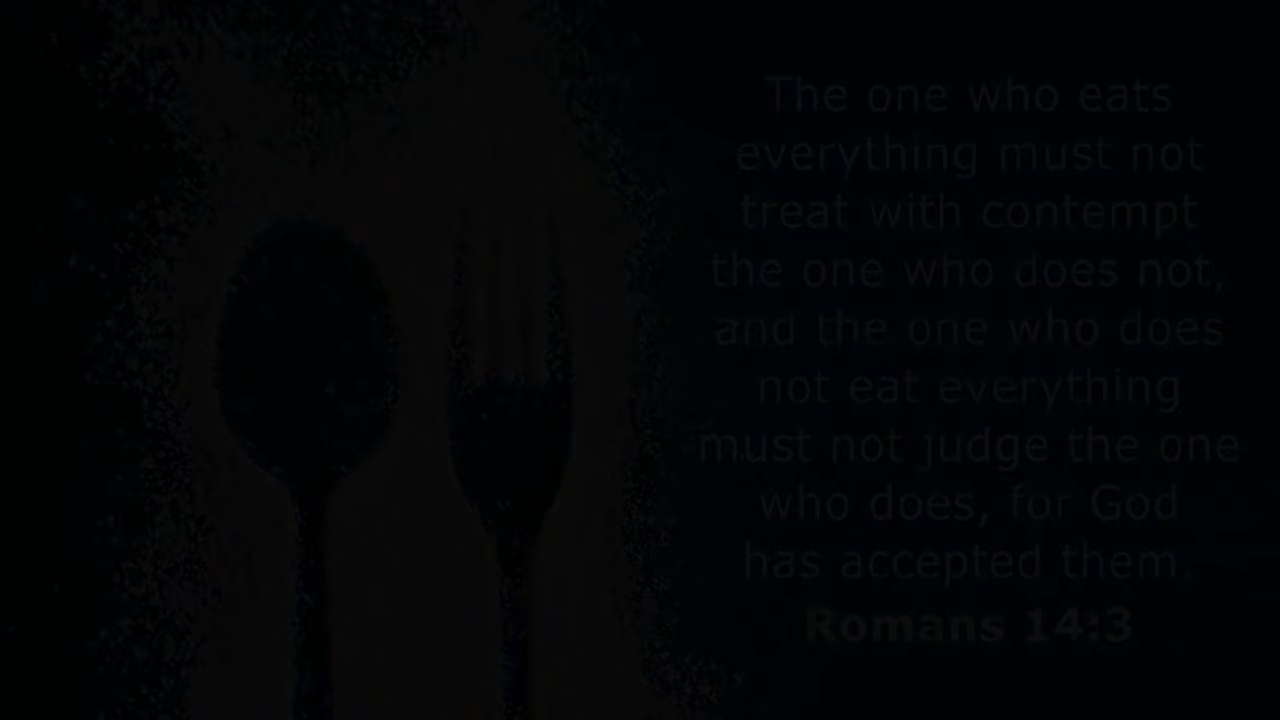 The one who eats
everything must not
treat with contempt
the one who does not,
and the one who does
not eat everything
must not judge the one
who does, for God
has accepted them.
Romans 14:3